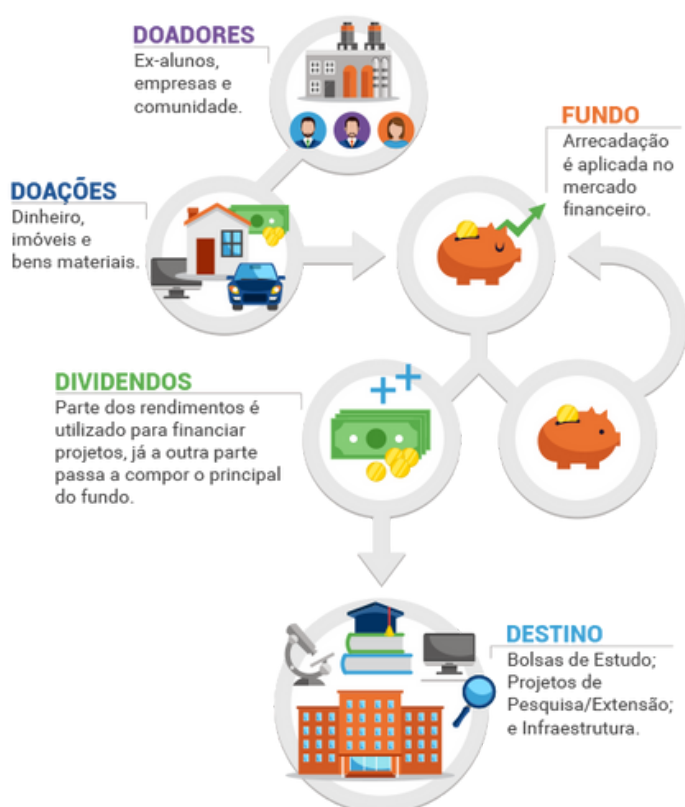 DOADORES
Ex-alunos,
empresas e
comunidade.
FUNDO
Arrecadação
é aplicada no
mercado
financeiro.
DOAÇÕES
Dinheiro,
imóveis e
bens materiais.
DIVIDENDOS
Parte dos rendimentos é
utilizado para financiar
projetos, já a outra parte
passa a compor o principal
do fundo.
DESTINO
Bolsas de Estudo;
Projetos de
Pesquisa/Extensão;
e Infraestrutura.